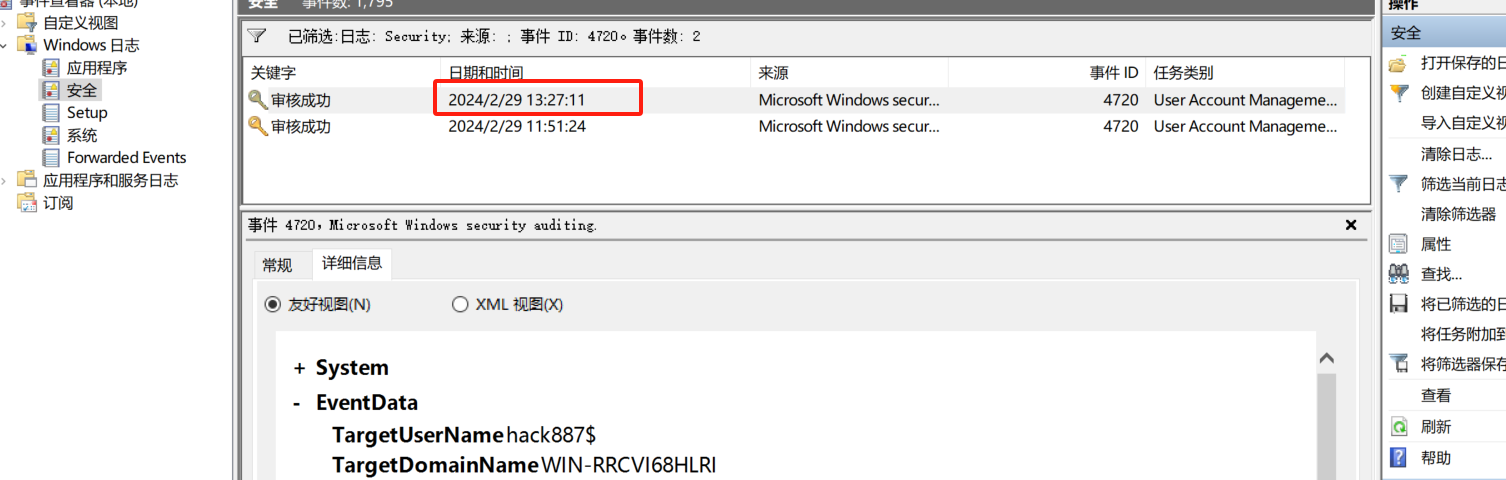 事件查看器 (本地)
自定义视图
Windows 日志
应用程序
安全
Setup
系统
Forwarded Events
应用程序和服务日志
订阅
安全 事件数: 1,795
已筛选:日志: Security; 来源: ; 事件 ID: 4720。事件数: 2
关键字 日期和时间 来源 事件 ID 任务类别
审核成功 2024/2/29 13:27:11 Microsoft Windows secur... 4720 User Account Manageme...
审核成功 2024/2/29 11:51:24 Microsoft Windows secur... 4720 User Account Manageme...
事件 4720，Microsoft Windows security auditing.
常规 详细信息
友好视图(N) XML 视图(X)
+ System
- EventData
TargetUserName hack887$
TargetDomainName WIN-RRCVI68HLRI
操作
安全
打开保存的日
创建自定义视
导入自定义视
清除日志...
筛选当前日志
清除筛选器
属性
查找...
将已筛选的日
将任务附加到
将筛选器保存
查看
刷新
帮助